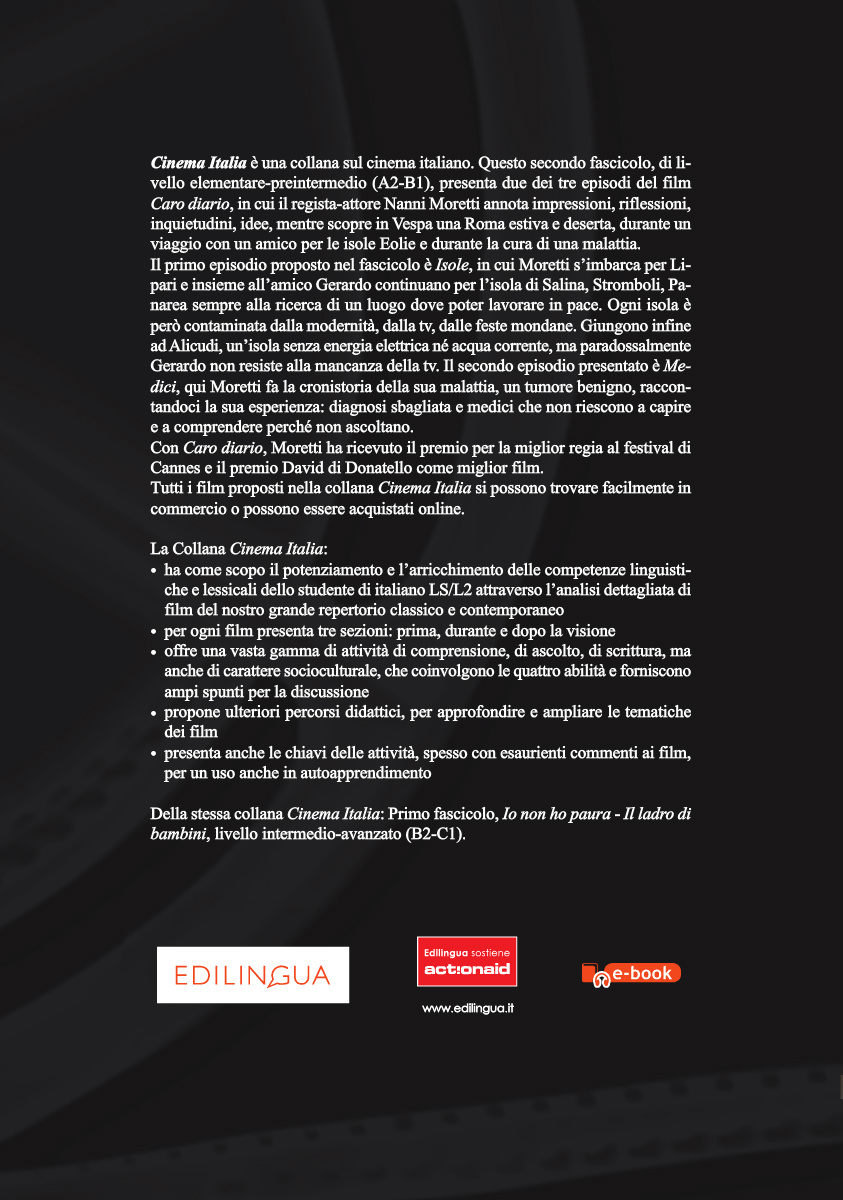 Cinema Italia è una collana sul cinema italiano. Questo secondo fascicolo, di li-
vello elementare-preintermedio (A2-B1), presenta due dei tre episodi del film
Caro diario, in cui il regista-attore Nanni Moretti annota impressioni, riflessioni,
inquietudini, idee, mentre scopre in Vespa una Roma estiva e deserta, durante un
viaggio con un amico per le isole Eolie e durante la cura di una malattia.
Il primo episodio proposto nel fascicolo è Isole, in cui Moretti s’imbarca per Li-
pari e insieme all’amico Gerardo continuano per l’isola di Salina, Stromboli, Pa-
narea sempre alla ricerca di un luogo dove poter lavorare in pace. Ogni isola è
però contaminata dalla modernità, dalla tv, dalle feste mondane. Giungono infine
ad Alicudi, un’isola senza energia elettrica né acqua corrente, ma paradossalmente
Gerardo non resiste alla mancanza della tv. Il secondo episodio presentato è Me-
dici, qui Moretti fa la cronistoria della sua malattia, un tumore benigno, raccon-
tandoci la sua esperienza: diagnosi sbagliata e medici che non riescono a capire
e a comprendere perché non ascoltano.
Con Caro diario, Moretti ha ricevuto il premio per la miglior regia al festival di
Cannes e il premio David di Donatello come miglior film.
Tutti i film proposti nella collana Cinema Italia si possono trovare facilmente in
commercio o possono essere acquistati online.
La Collana Cinema Italia:
• ha come scopo il potenziamento e l’arricchimento delle competenze linguisti-
che e lessicali dello studente di italiano LS/L2 attraverso l’analisi dettagliata di
film del nostro grande repertorio classico e contemporaneo
• per ogni film presenta tre sezioni: prima, durante e dopo la visione
• offre una vasta gamma di attività di comprensione, di ascolto, di scrittura, ma
anche di carattere socioculturale, che coinvolgono le quattro abilità e forniscono
ampi spunti per la discussione
• propone ulteriori percorsi didattici, per approfondire e ampliare le tematiche
dei film
• presenta anche le chiavi delle attività, spesso con esaurienti commenti ai film,
per un uso anche in autoapprendimento
Della stessa collana Cinema Italia: Primo fascicolo, Io non ho paura - Il ladro di
bambini, livello intermedio-avanzato (B2-C1).
EDILINGUA
Edilingua sostiene
act:onaid
www.edilingua.it
e-book